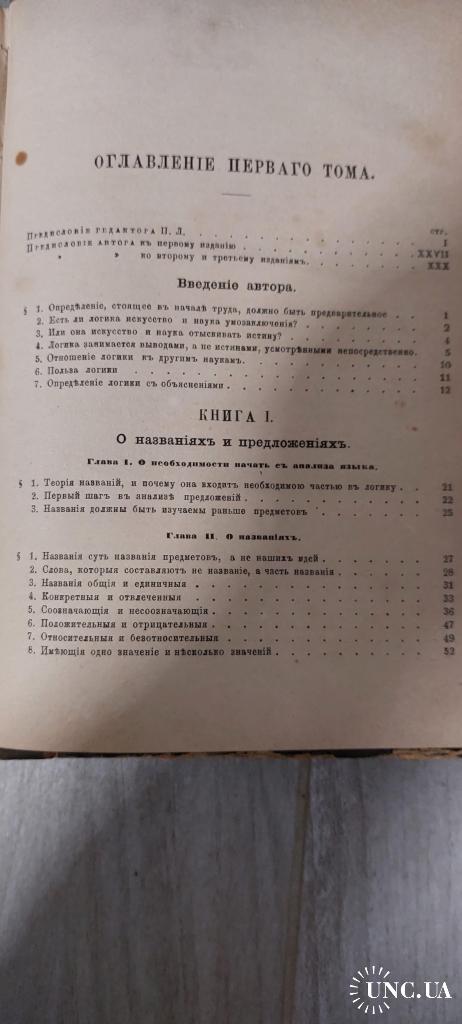 ОГЛАВЛЕНІЕ ПЕРВАГО ТОМА.
СТР.
Предисловіе редактора П. Л. I
Предисловіе автора къ первому изданію XXVII
» » ко второму и третьему изданіямъ. XXX
Введеніе автора.
§ 1. Опредѣленіе, стоящее въ началѣ труда, должно быть предварительное 1
2. Есть ли логика искусство и наука умозаключенія? 2
3. Или она искусство и наука отыскивать истину? 4
4. Логика занимается выводами, а не истинами, усмотрѣнными непосредственно. 5
5. Отношеніе логики къ другимъ наукамъ. 10
6. Польза логики 11
7. Опредѣленіе логики съ объясненіями 12
КНИГА I.
О названіяхъ и предложеніяхъ.
Глава I. О необходимости начать съ анализа языка.
§ 1. Теорія названій, и почему она входитъ необходимою частью въ логику 21
2. Первый шагъ въ анализѣ предложеній 22
3. Названія должны быть изучаемы раньше предметовъ 25
Глава II. О названіяхъ.
§ 1. Названія суть названія предметовъ, а не нашихъ идей 27
2. Слова, которыя составляютъ не названіе, а часть названія 28
3. Названія общія и единичныя 31
4. Конкретныя и отвлеченныя 33
5. Соозначающія и несоозначающія 36
6. Положительныя и отрицательныя 47
7. Относительныя и безотносительныя 49
8. Имѣющія одно значеніе и нѣсколько значеній 52
UNC.UA